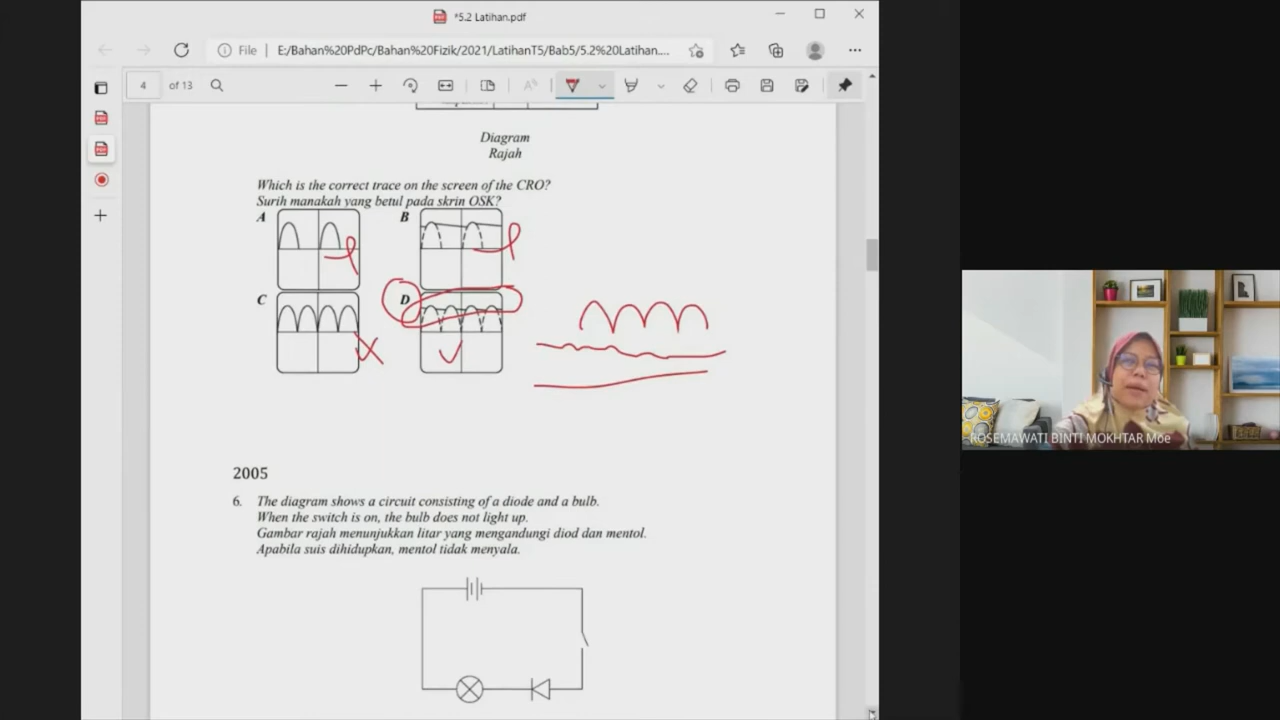 *5.2 Latihan.pdf
File | E:/Bahan%20PdPc/Bahan%20Fizik/2021/LatihanT5/Bab5/5.2%20Latihan....
4 of 13
Diagram
Rajah
Which is the correct trace on the screen of the CRO?
Surih manakah yang betul pada skrin OSK?
A B
C D
2005
6. The diagram shows a circuit consisting of a diode and a bulb.
When the switch is on, the bulb does not light up.
Gambar rajah menunjukkan litar yang mengandungi diod dan mentol.
Apabila suis dihidupkan, mentol tidak menyala.
ROSEMAWATI BINTI MOKHTAR Moe